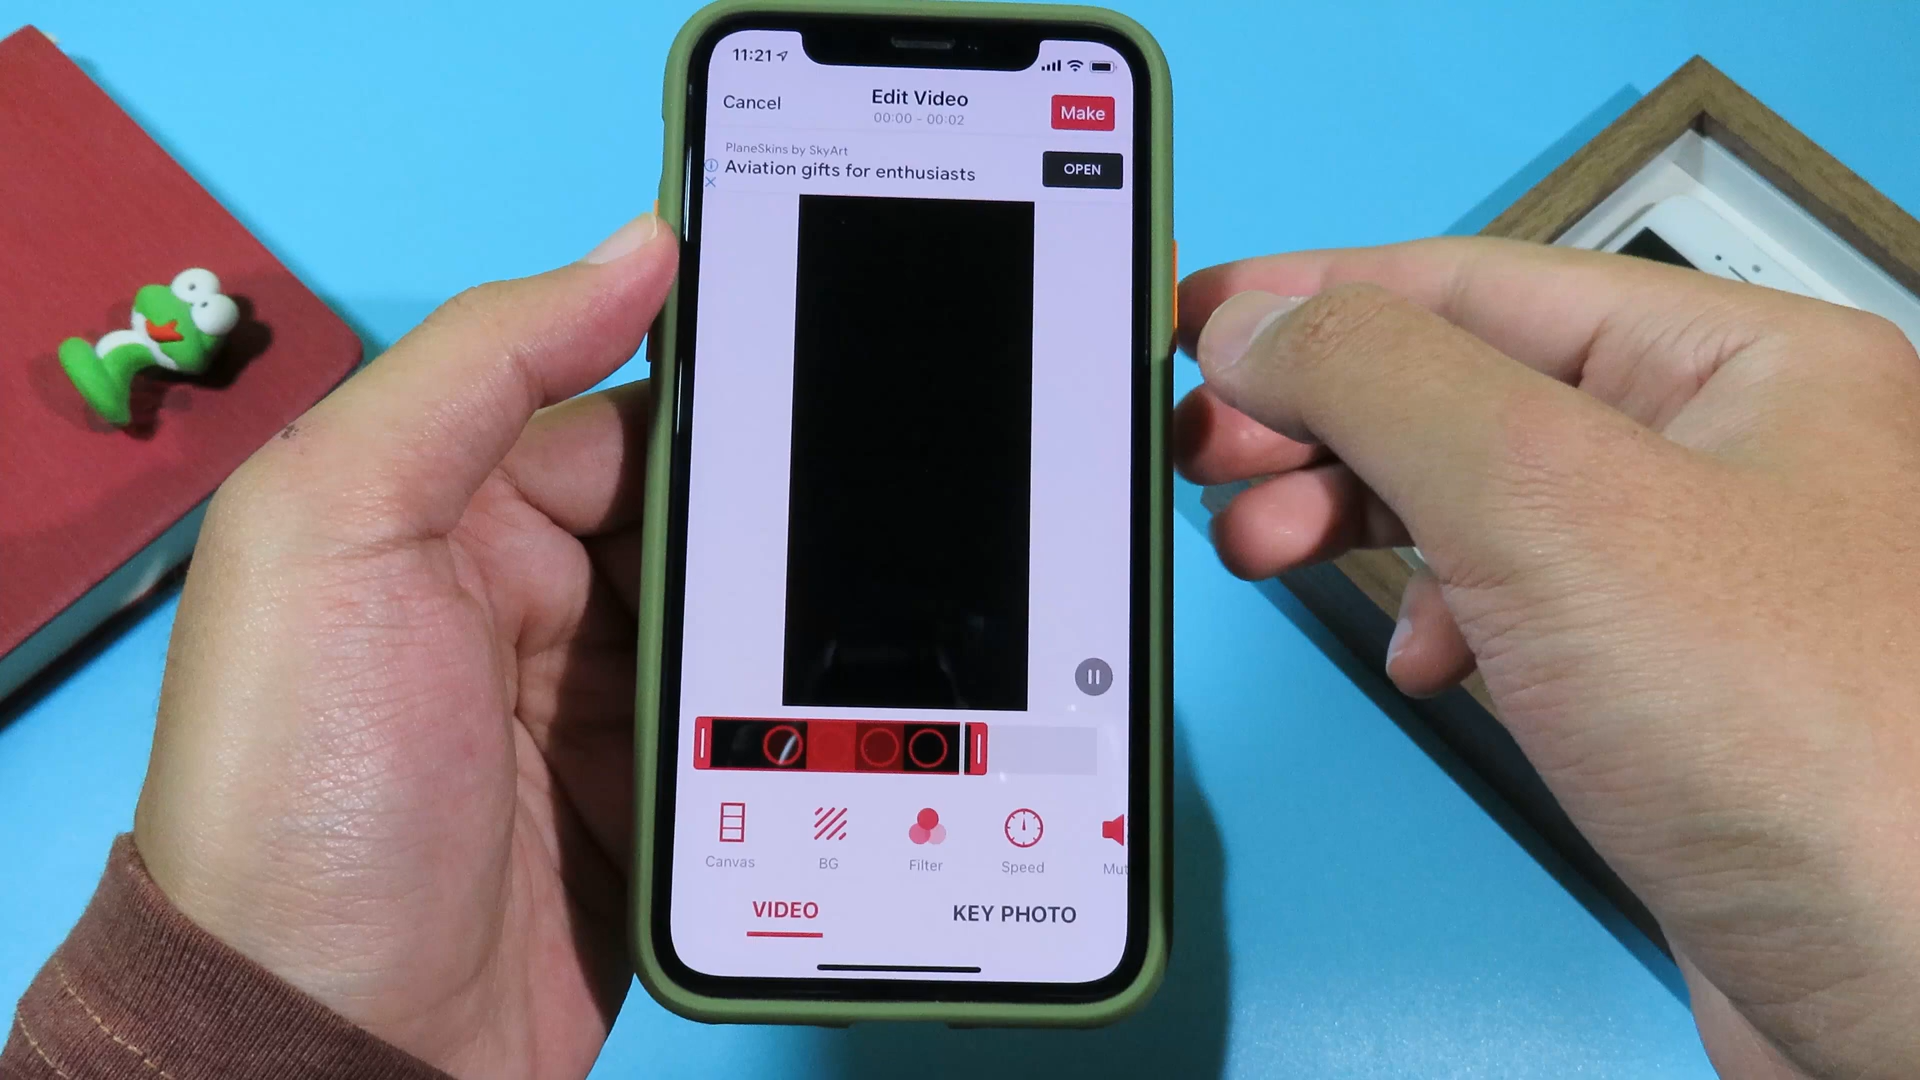 11:21
Cancel
Edit Video
00:00 - 00:02
Make
PlaneSkins by SkyArt
Aviation gifts for enthusiasts
OPEN
Canvas
BG
Filter
Speed
Mut
VIDEO
KEY PHOTO